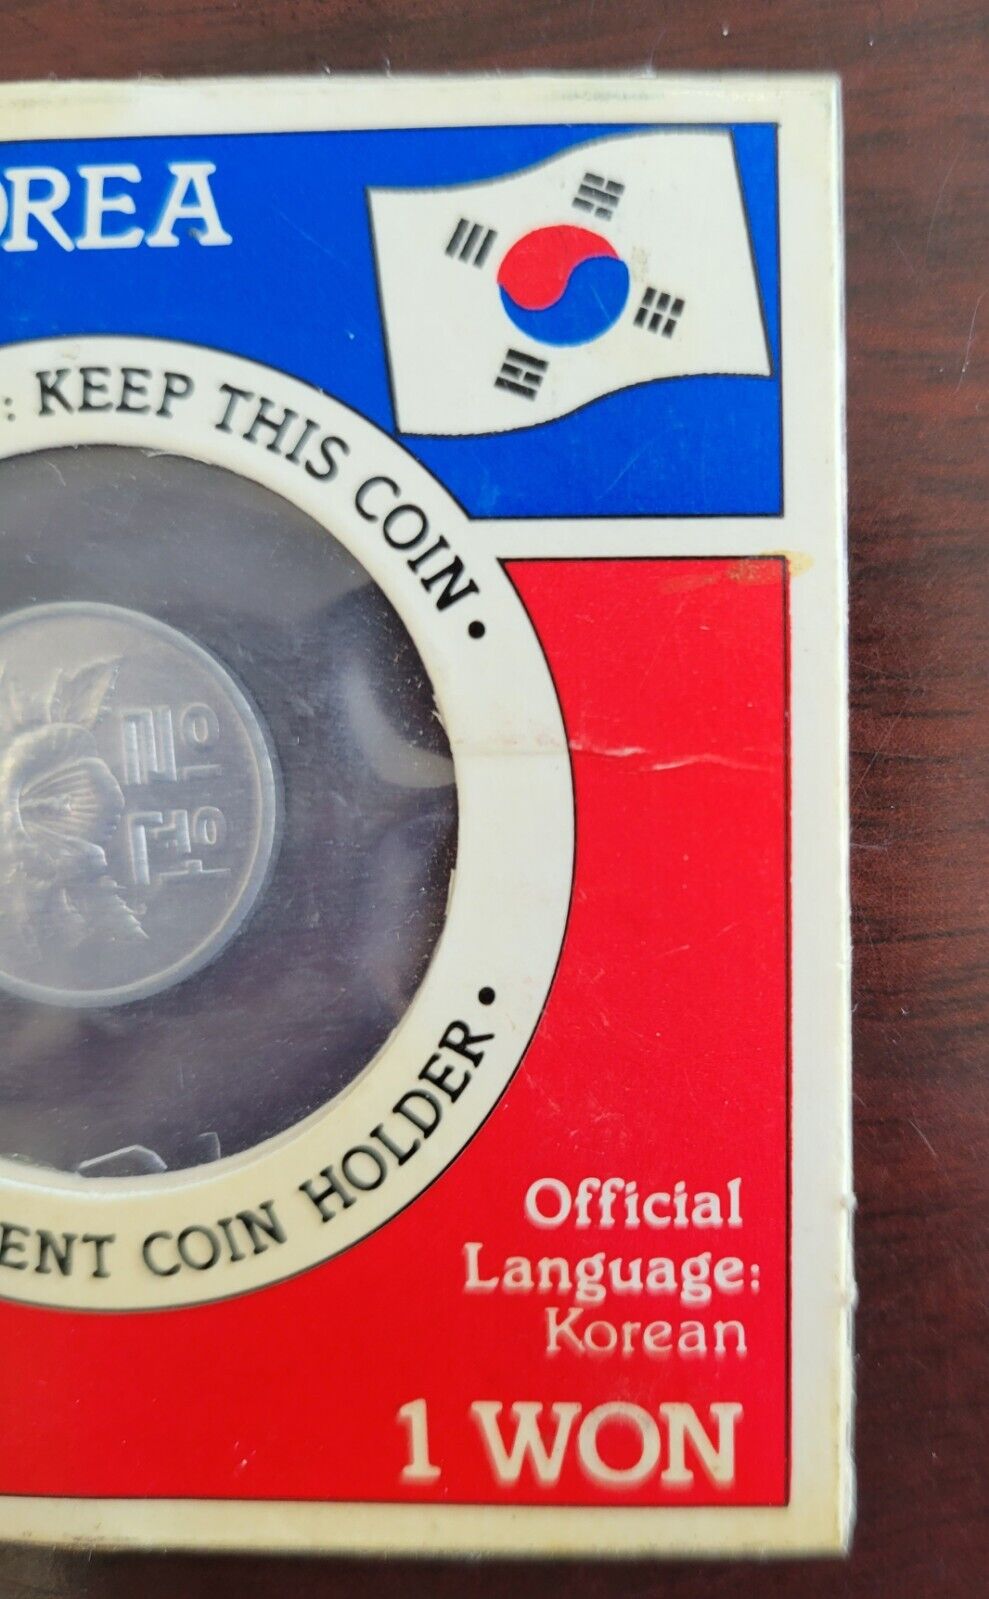 OREA
: KEEP THIS COIN •
일원
ENT COIN HOLDER •
Official
Language:
Korean
1 WON